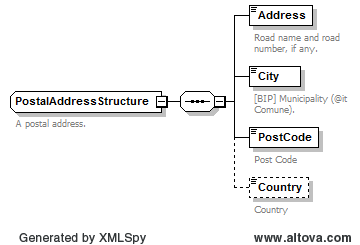 Address
Road name and road
number, if any.
City
[BIP] Municipality (@it
Comune).
PostalAddressStructure
A postal address.
PostCode
Post Code
Country
Country
Generated by XMLSpy
www.altova.com